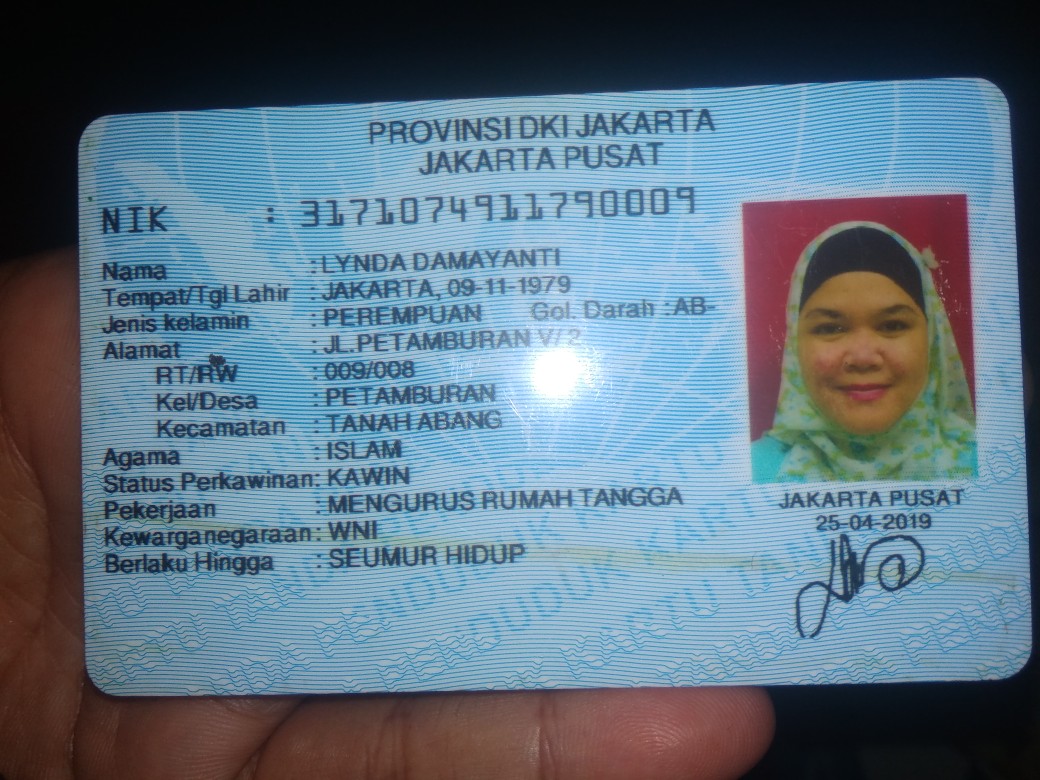 PROVINSI DKI JAKARTA
JAKARTA PUSAT
NIK : 3171074911790009
Nama : LYNDA DAMAYANTI
Tempat/Tgl Lahir : JAKARTA, 09-11-1979
Jenis kelamin : PEREMPUAN Gol. Darah : AB-
Alamat : JL.PETAMBURAN V/ 2
RT/RW : 009/008
Kel/Desa : PETAMBURAN
Kecamatan : TANAH ABANG
Agama : ISLAM
Status Perkawinan: KAWIN
Pekerjaan : MENGURUS RUMAH TANGGA
Kewarganegaraan: WNI
Berlaku Hingga : SEUMUR HIDUP
JAKARTA PUSAT
25-04-2019